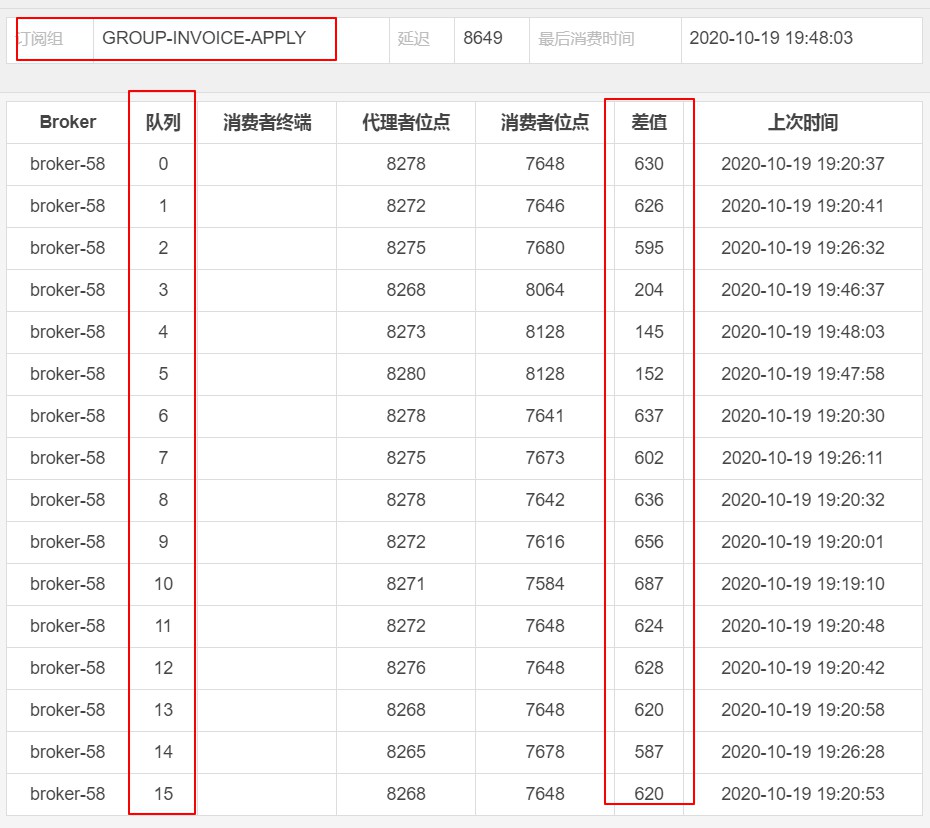 订阅组 GROUP-INVOICE-APPLY 延迟 8649 最后消费时间 2020-10-19 19:48:03
Broker 队列 消费者终端 代理者位点 消费者位点 差值 上次时间
broker-58 0 8278 7648 630 2020-10-19 19:20:37
broker-58 1 8272 7646 626 2020-10-19 19:20:41
broker-58 2 8275 7680 595 2020-10-19 19:26:32
broker-58 3 8268 8064 204 2020-10-19 19:46:37
broker-58 4 8273 8128 145 2020-10-19 19:48:03
broker-58 5 8280 8128 152 2020-10-19 19:47:58
broker-58 6 8278 7641 637 2020-10-19 19:20:30
broker-58 7 8275 7673 602 2020-10-19 19:26:11
broker-58 8 8278 7642 636 2020-10-19 19:20:32
broker-58 9 8272 7616 656 2020-10-19 19:20:01
broker-58 10 8271 7584 687 2020-10-19 19:19:10
broker-58 11 8272 7648 624 2020-10-19 19:20:48
broker-58 12 8276 7648 628 2020-10-19 19:20:42
broker-58 13 8268 7648 620 2020-10-19 19:20:58
broker-58 14 8265 7678 587 2020-10-19 19:26:28
broker-58 15 8268 7648 620 2020-10-19 19:20:53